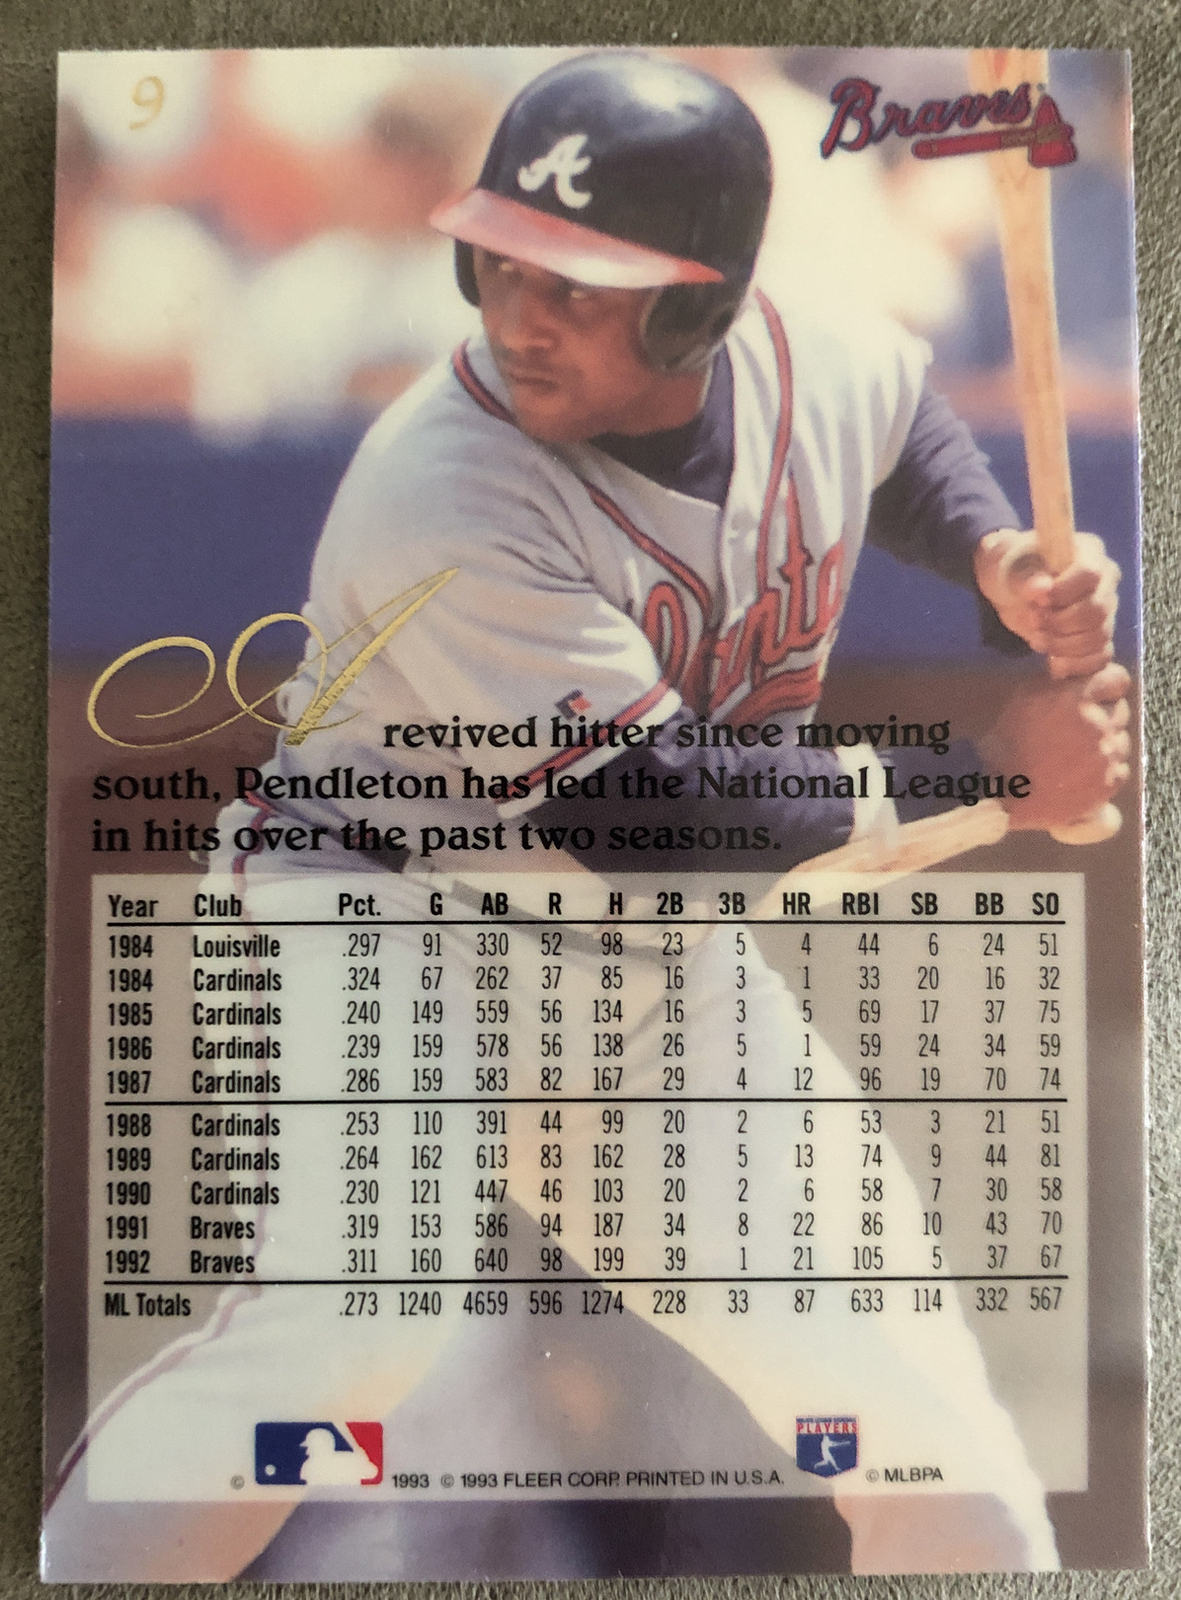 9
Braves
A
Atlanta
A revived hitter since moving
south, Pendleton has led the National League
in hits over the past two seasons.
Year Club Pct. G AB R H 2B 3B HR RBI SB BB SO
1984 Louisville .297 91 330 52 98 23 5 4 44 6 24 51
1984 Cardinals .324 67 262 37 85 16 3 1 33 20 16 32
1985 Cardinals .240 149 559 56 134 16 3 5 69 17 37 75
1986 Cardinals .239 159 578 56 138 26 5 1 59 24 34 59
1987 Cardinals .286 159 583 82 167 29 4 12 96 19 70 74
1988 Cardinals .253 110 391 44 99 20 2 6 53 3 21 51
1989 Cardinals .264 162 613 83 162 28 5 13 74 9 44 81
1990 Cardinals .230 121 447 46 103 20 2 6 58 7 30 58
1991 Braves .319 153 586 94 187 34 8 22 86 10 43 70
1992 Braves .311 160 640 98 199 39 1 21 105 5 37 67
ML Totals .273 1240 4659 596 1274 228 33 87 633 114 332 567
PLAYERS
© 1993 © 1993 FLEER CORP. PRINTED IN U.S.A. © MLBPA